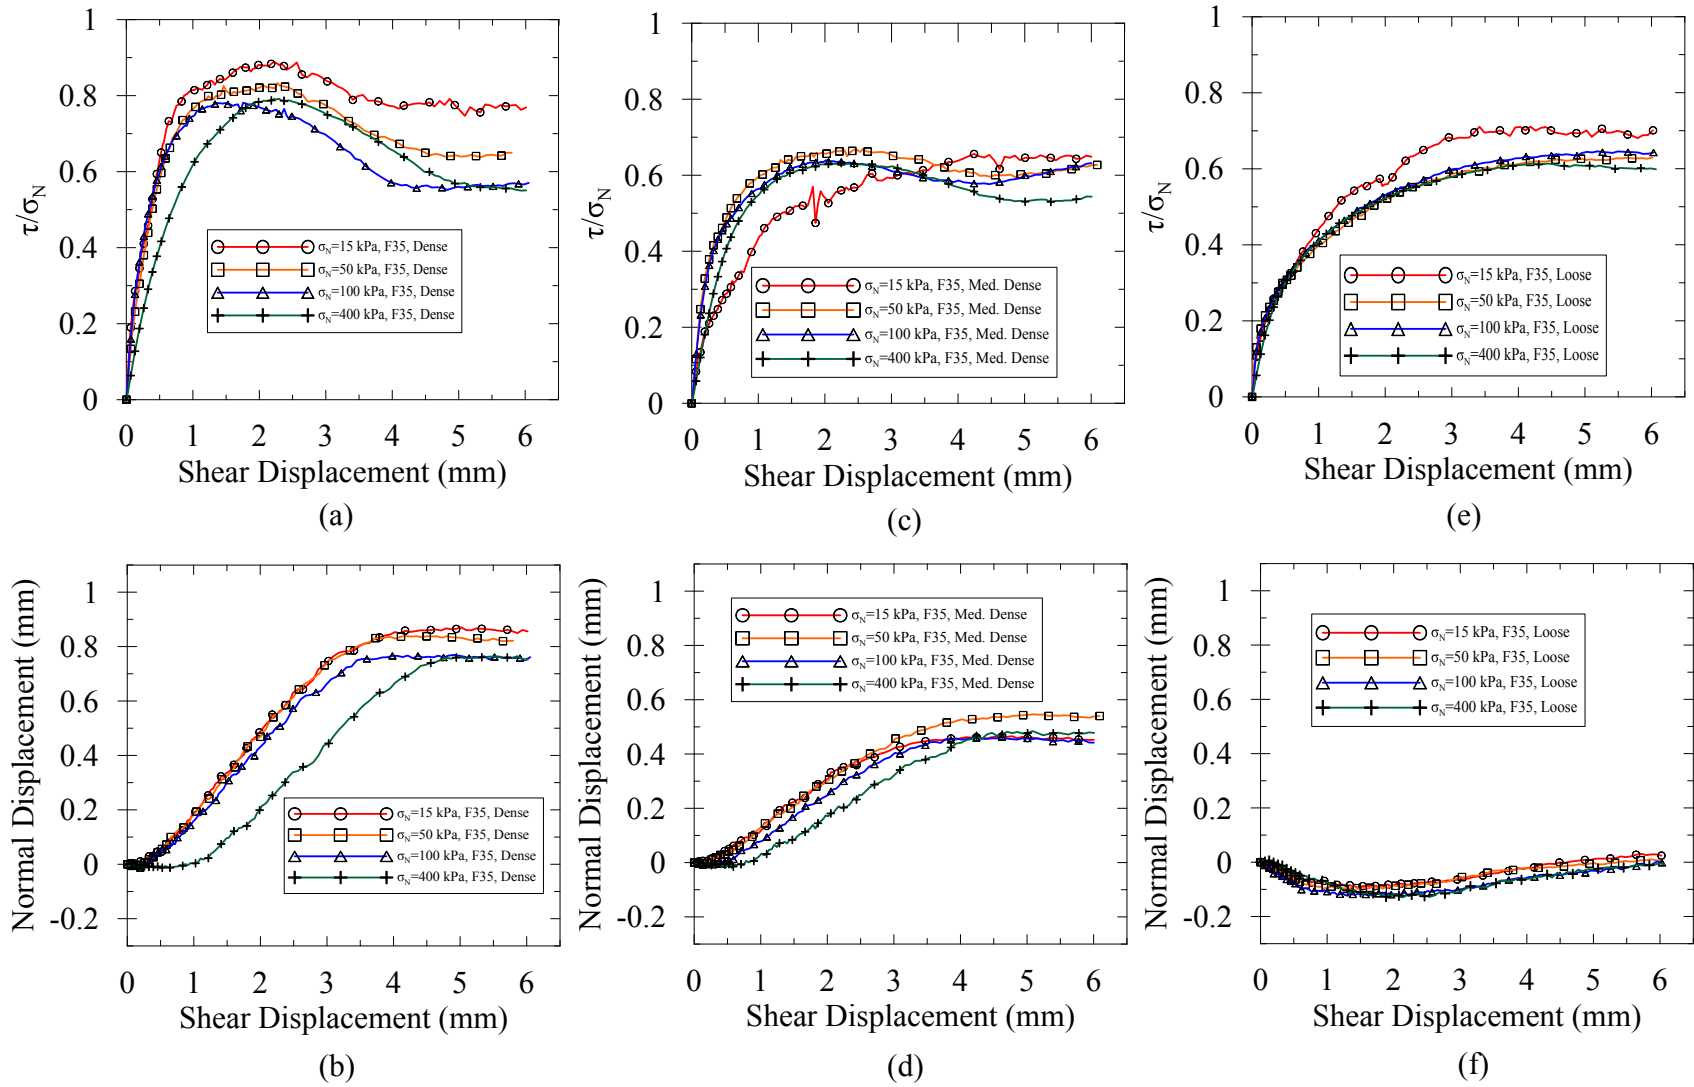 1
0.8
0.6
0.4
0.2
0
τ/σN
0 1 2 3 4 5 6
Shear Displacement (mm)
σN=15 kPa, F35, Dense
σN=50 kPa, F35, Dense
σN=100 kPa, F35, Dense
σN=400 kPa, F35, Dense
(a)
1
0.8
0.6
0.4
0.2
0
τ/σN
0 1 2 3 4 5 6
Shear Displacement (mm)
σN=15 kPa, F35, Med. Dense
σN=50 kPa, F35, Med. Dense
σN=100 kPa, F35, Med. Dense
σN=400 kPa, F35, Med. Dense
(c)
1
0.8
0.6
0.4
0.2
0
τ/σN
0 1 2 3 4 5 6
Shear Displacement (mm)
σN=15 kPa, F35, Loose
σN=50 kPa, F35, Loose
σN=100 kPa, F35, Loose
σN=400 kPa, F35, Loose
(e)
1
0.8
0.6
0.4
0.2
0
-0.2
Normal Displacement (mm)
0 1 2 3 4 5 6
Shear Displacement (mm)
σN=15 kPa, F35, Dense
σN=50 kPa, F35, Dense
σN=100 kPa, F35, Dense
σN=400 kPa, F35, Dense
(b)
1
0.8
0.6
0.4
0.2
0
-0.2
Normal Displacement (mm)
0 1 2 3 4 5 6
Shear Displacement (mm)
σN=15 kPa, F35, Med. Dense
σN=50 kPa, F35, Med. Dense
σN=100 kPa, F35, Med. Dense
σN=400 kPa, F35, Med. Dense
(d)
1
0.8
0.6
0.4
0.2
0
-0.2
Normal Displacement (mm)
0 1 2 3 4 5 6
Shear Displacement (mm)
σN=15 kPa, F35, Loose
σN=50 kPa, F35, Loose
σN=100 kPa, F35, Loose
σN=400 kPa, F35, Loose
(f)